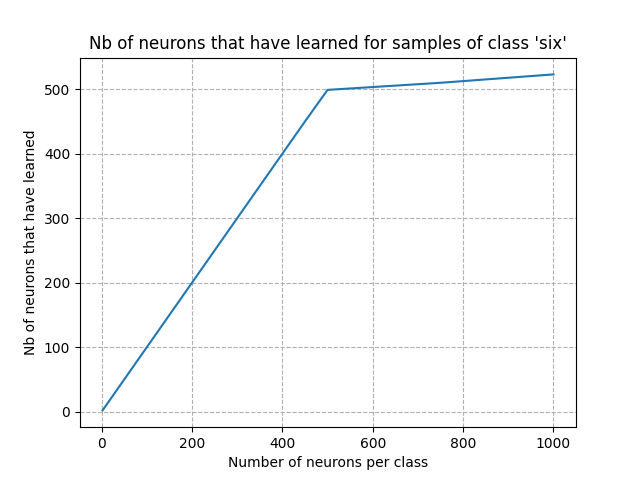 Nb of neurons that have learned for samples of class 'six'
Nb of neurons that have learned
500
400
300
200
100
0
0 200 400 600 800 1000
Number of neurons per class